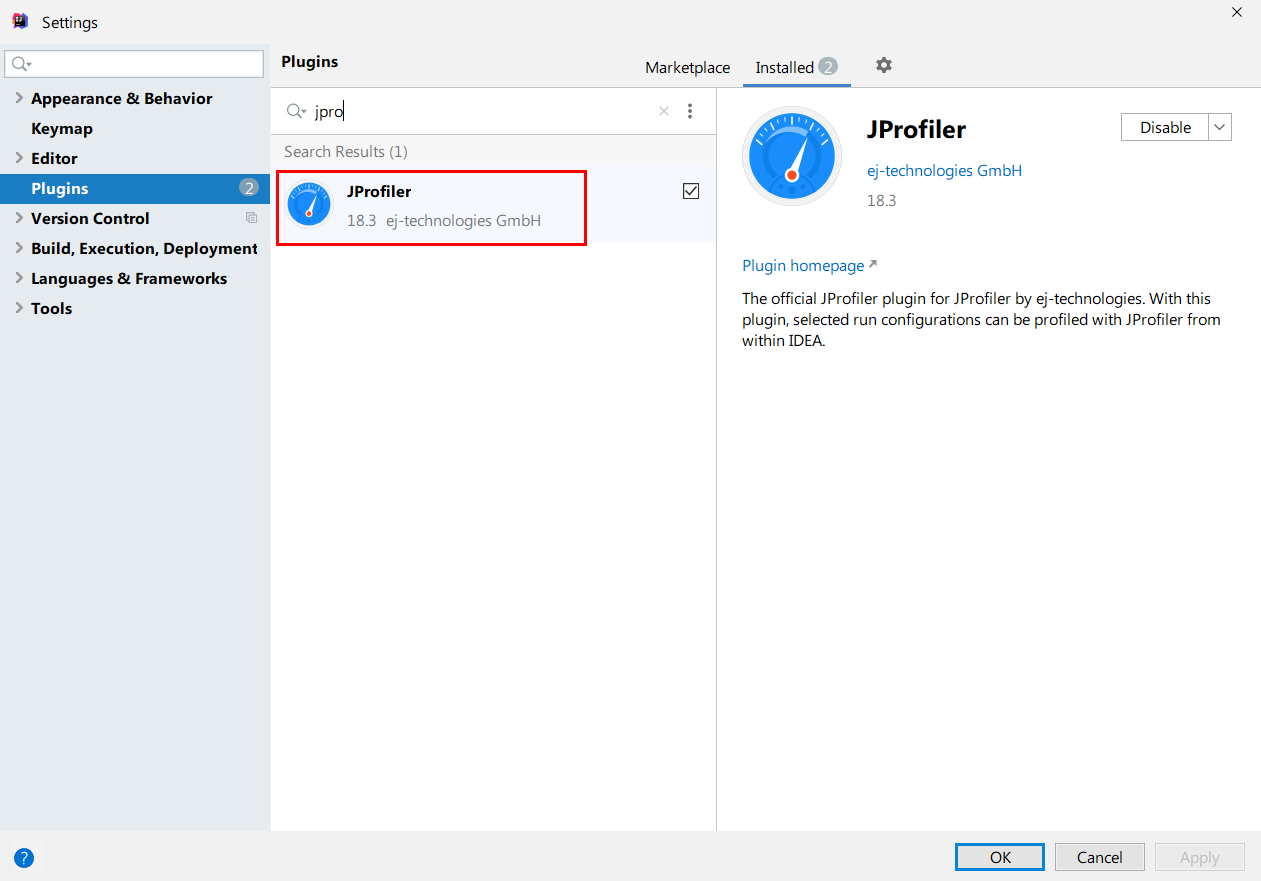 Settings
Appearance & Behavior
Keymap
Editor
Plugins 2
Version Control
Build, Execution, Deployment
Languages & Frameworks
Tools
Plugins
Marketplace Installed 2
jpro
Search Results (1)
JProfiler
18.3 ej-technologies GmbH
JProfiler
Disable
ej-technologies GmbH
18.3
Plugin homepage
The official JProfiler plugin for JProfiler by ej-technologies. With this
plugin, selected run configurations can be profiled with JProfiler from
within IDEA.
?
OK Cancel Apply